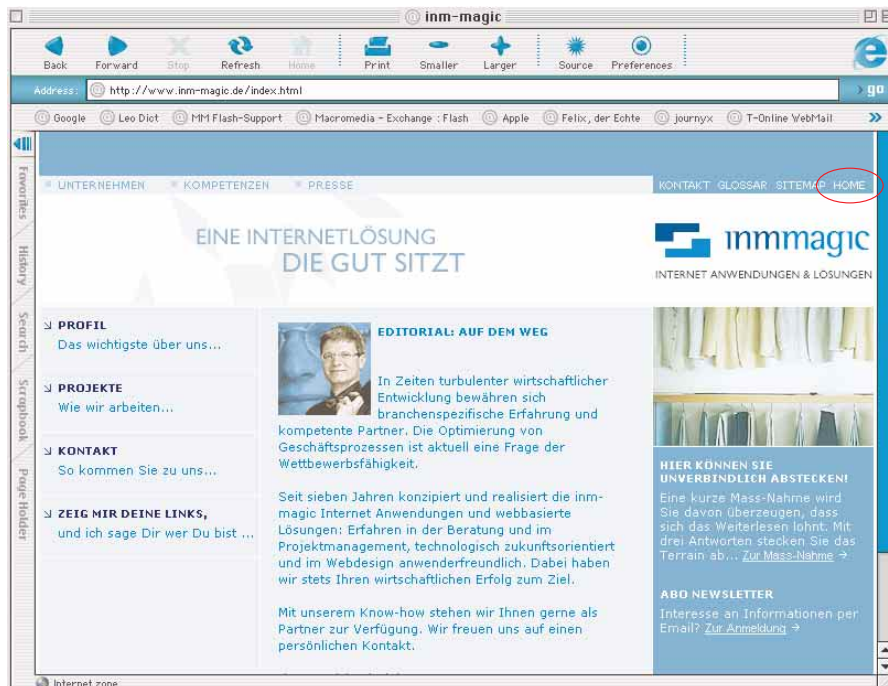 inm-magic
Back Forward Stop Refresh Home Print Smaller Larger Source Preferences
Address: http://www.inm-magic.de/index.html go
Google Leo Dict MM Flash-Support Macromedia - Exchange : Flash Apple Felix, der Echte journyx T-Online WebMail
Favorites
History
Search
Scrapbook
Page Holder
UNTERNEHMEN KOMPETENZEN PRESSE KONTAKT GLOSSAR SITEMAP HOME
EINE INTERNETLÖSUNG
DIE GUT SITZT
inmmagic
INTERNET ANWENDUNGEN & LÖSUNGEN
PROFIL
Das wichtigste über uns...
PROJEKTE
Wie wir arbeiten...
KONTAKT
So kommen Sie zu uns...
ZEIG MIR DEINE LINKS,
und ich sage Dir wer Du bist ...
EDITORIAL: AUF DEM WEG
In Zeiten turbulenter wirtschaftlicher
Entwicklung bewähren sich
branchenspezifische Erfahrung und
kompetente Partner. Die Optimierung von
Geschäftsprozessen ist aktuell eine Frage der
Wettbewerbsfähigkeit.
Seit sieben Jahren konzipiert und realisiert die inm-
magic Internet Anwendungen und webbasierte
Lösungen: Erfahren in der Beratung und im
Projektmanagement, technologisch zukunftsorientiert
und im Webdesign anwenderfreundlich. Dabei haben
wir stets Ihren wirtschaftlichen Erfolg zum Ziel.
Mit unserem Know-how stehen wir Ihnen gerne als
Partner zur Verfügung. Wir freuen uns auf einen
persönlichen Kontakt.
HIER KÖNNEN SIE
UNVERBINDLICH ABSTECKEN!
Eine kurze Mass-Nahme wird
Sie davon überzeugen, dass
sich das Weiterlesen lohnt. Mit
drei Antworten stecken Sie das
Terrain ab... Zur Mass-Nahme →
ABO NEWSLETTER
Interesse an Informationen per
Email? Zur Anmeldung →
Internet zone